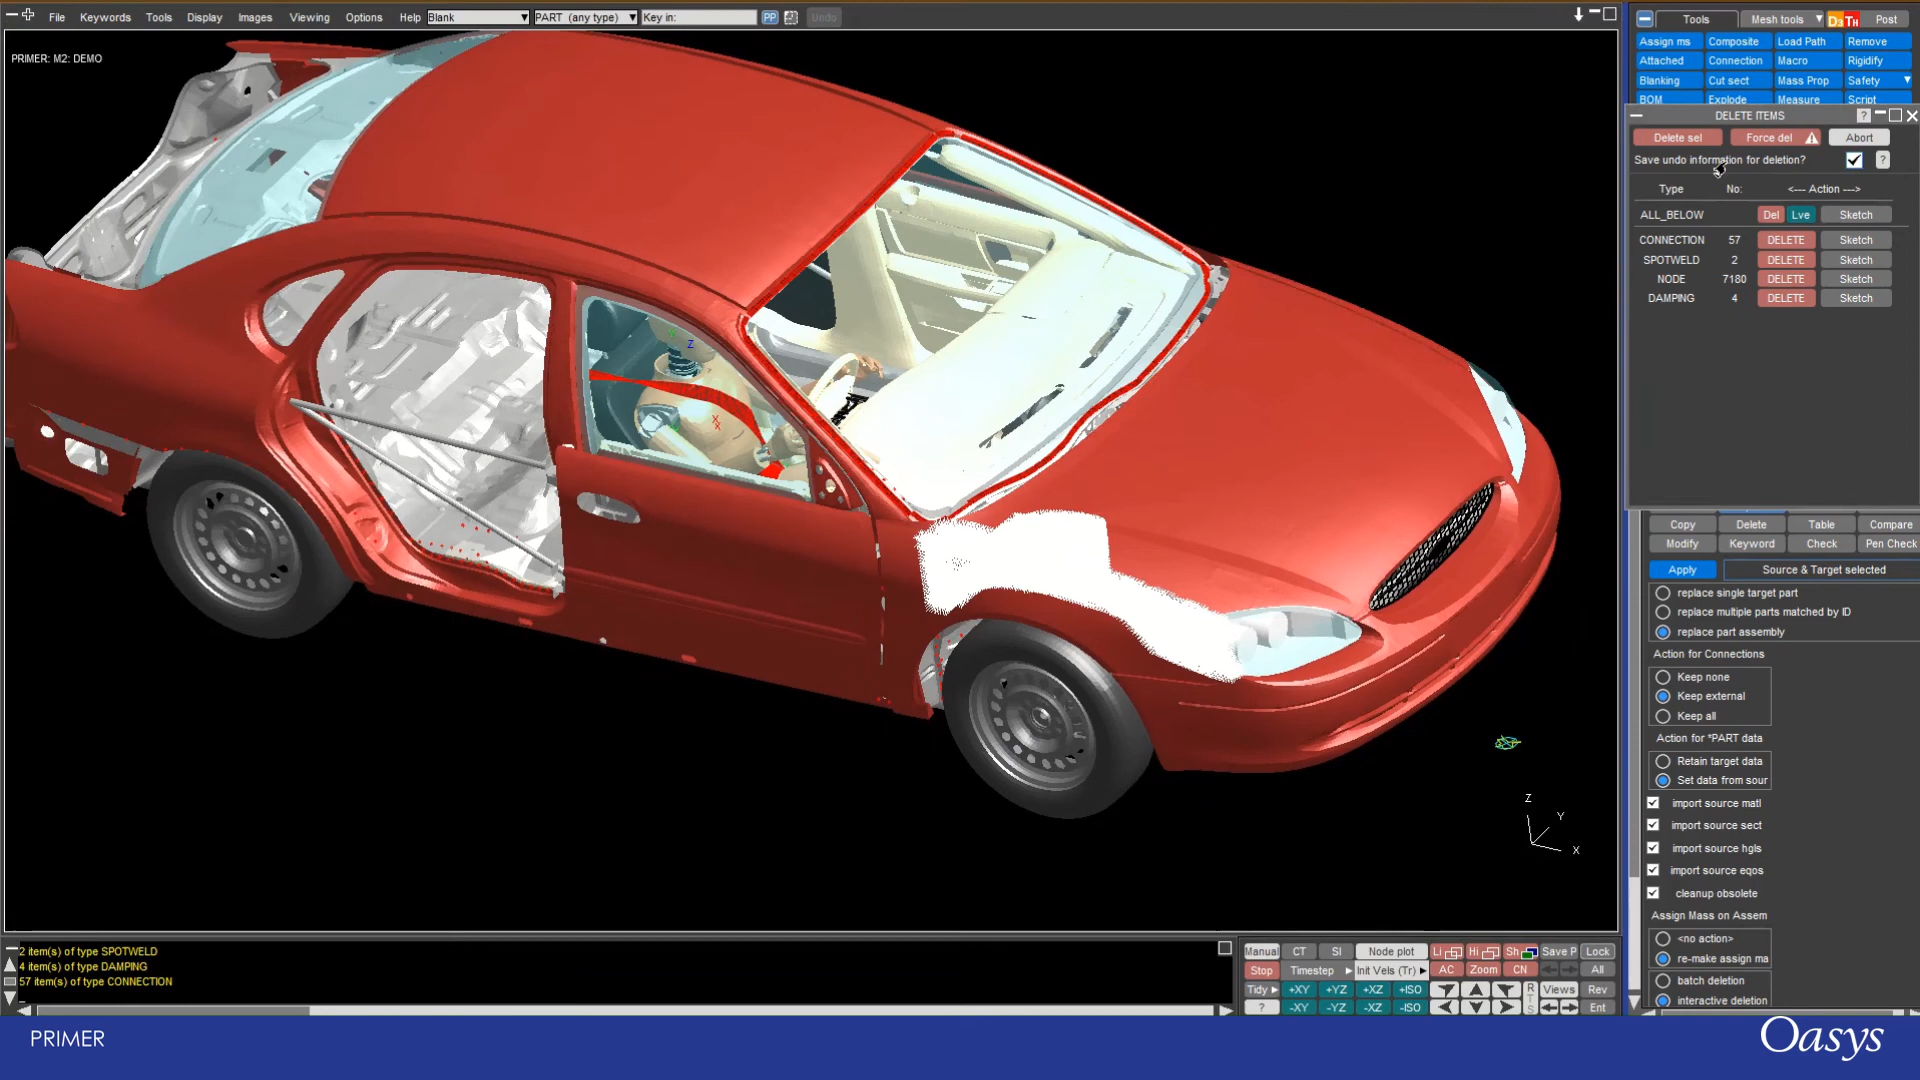 File Keywords Tools Display Images Viewing Options Help Blank PART (any type) Key in: PP Undo
PRIMER: M2: DEMO
Z
X
X
Z
Y
X
Tools Mesh tools D3 TH Post
Assign ms Composite Load Path Remove
Attached Connection Macro Rigidify
Blanking Cut sect Mass Prop Safety
BOM Explode Measure Script
DELETE ITEMS ?
Delete sel Force del Abort
Save undo information for deletion? ?
Type No: <--- Action --->
ALL_BELOW Del Lve Sketch
CONNECTION 57 DELETE Sketch
SPOTWELD 2 DELETE Sketch
NODE 7180 DELETE Sketch
DAMPING 4 DELETE Sketch
Copy Delete Table Compare
Modify Keyword Check Pen Check
Apply Source & Target selected
replace single target part
replace multiple parts matched by ID
replace part assembly
Action for Connections
Keep none
Keep external
Keep all
Action for *PART data
Retain target data
Set data from sour
import source matl
import source sect
import source hgls
import source eqos
cleanup obsolete
Assign Mass on Assem
<no action>
re-make assign ma
batch deletion
interactive deletion
2 item(s) of type SPOTWELD
4 item(s) of type DAMPING
57 item(s) of type CONNECTION
Manual CT SI Node plot Li Hi Sh Save P Lock
Stop Timestep Init Vels (Tr) AC Zoom CN All
Tidy +XY +YZ +XZ +ISO R Views Rev
? -XY -YZ -XZ -ISO T S Ent
PRIMER
Oasys